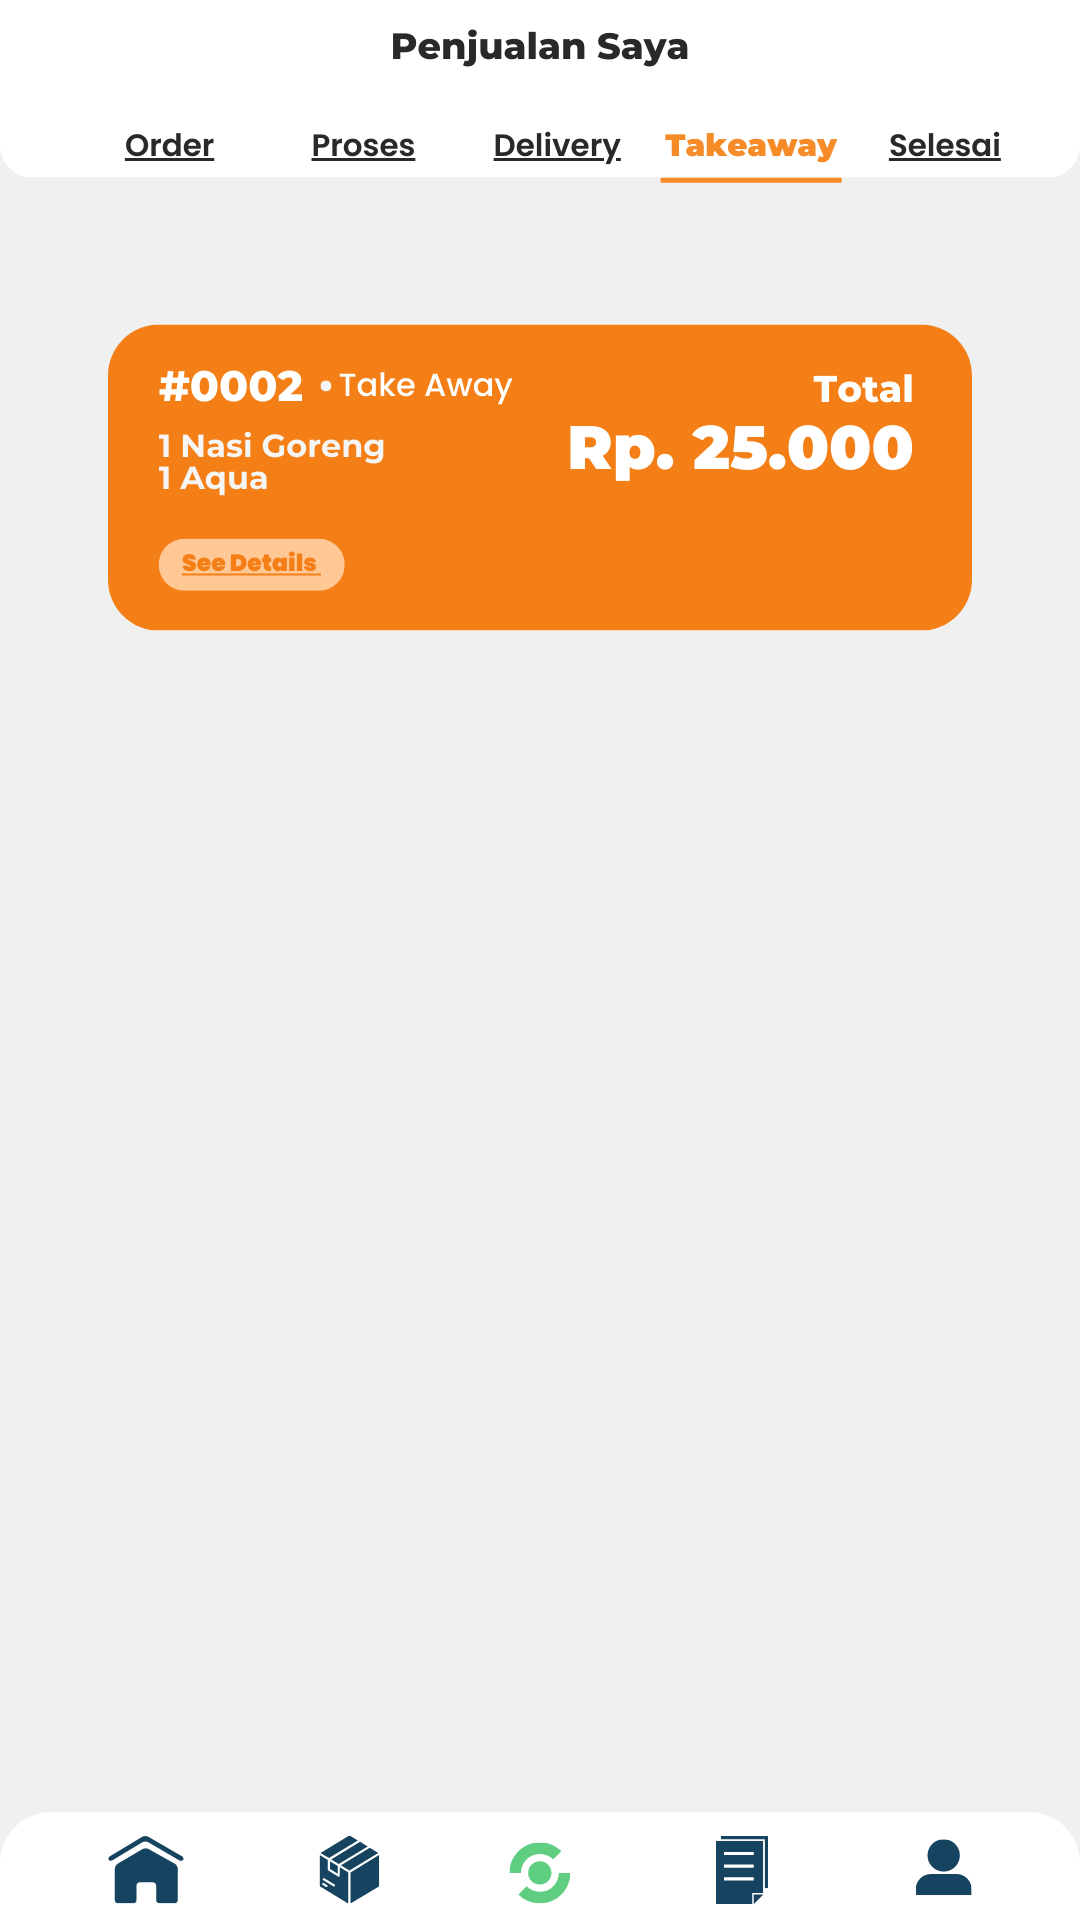 Penjualan Saya
Order Proses Delivery Takeaway Selesai
#0002 • Take Away
Total
1 Nasi Goreng
Rp. 25.000
1 Aqua
See Details